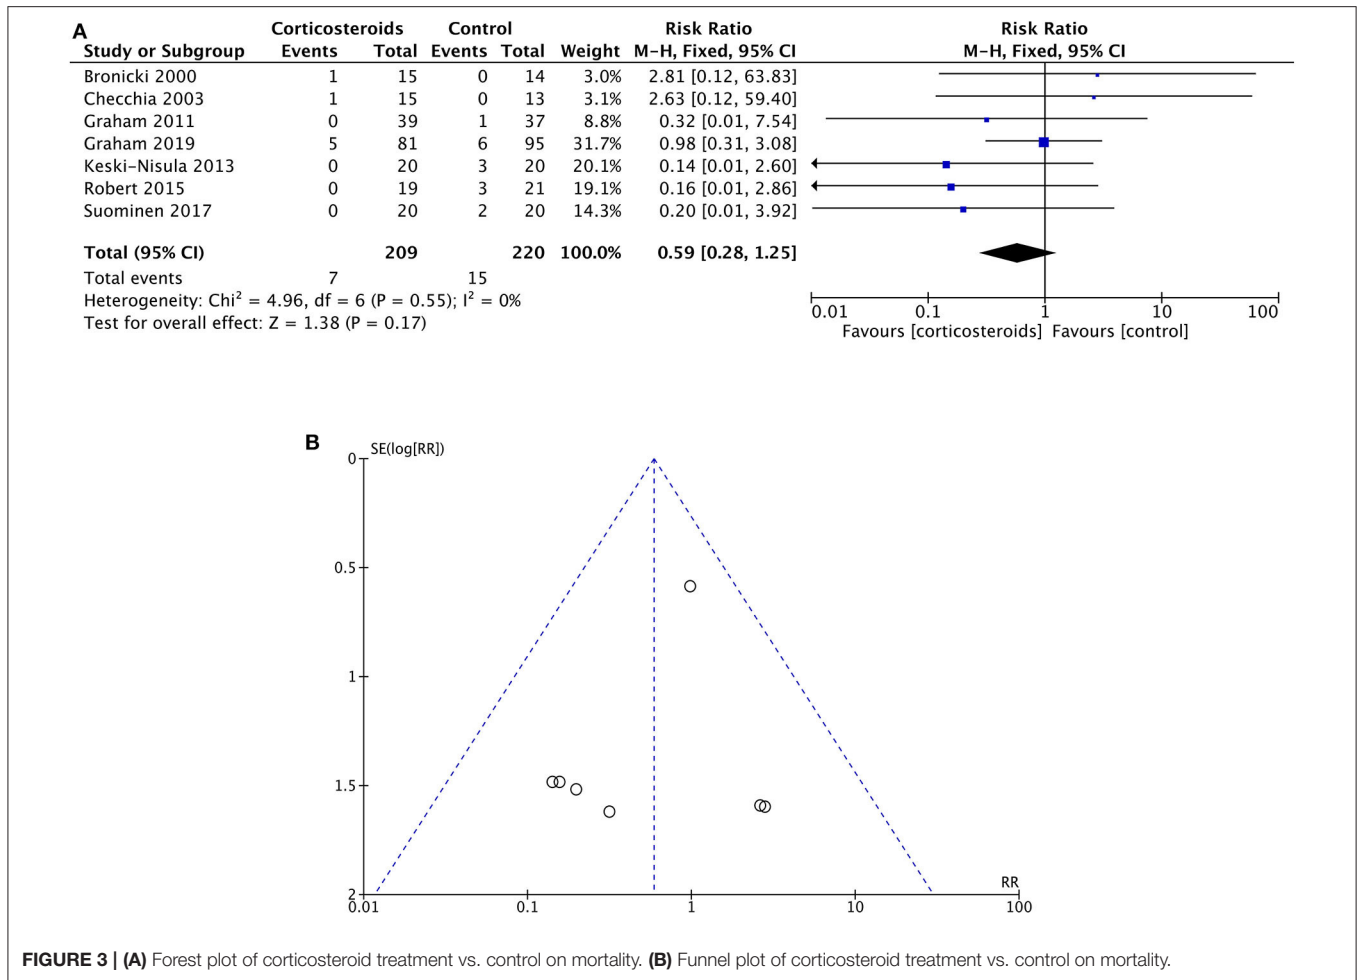 A
Corticosteroids Control Risk Ratio Risk Ratio
Study or Subgroup Events Total Events Total Weight M-H, Fixed, 95% CI M-H, Fixed, 95% CI
Bronicki 2000 1 15 0 14 3.0% 2.81 [0.12, 63.83]
Checchia 2003 1 15 0 13 3.1% 2.63 [0.12, 59.40]
Graham 2011 0 39 1 37 8.8% 0.32 [0.01, 7.54]
Graham 2019 5 81 6 95 31.7% 0.98 [0.31, 3.08]
Keski-Nisula 2013 0 20 3 20 20.1% 0.14 [0.01, 2.60]
Robert 2015 0 19 3 21 19.1% 0.16 [0.01, 2.86]
Suominen 2017 0 20 2 20 14.3% 0.20 [0.01, 3.92]
Total (95% CI) 209 220 100.0% 0.59 [0.28, 1.25]
Total events 7 15
Heterogeneity: Chi² = 4.96, df = 6 (P = 0.55); I² = 0%
Test for overall effect: Z = 1.38 (P = 0.17)
0.01 0.1 1 10 100
Favours [corticosteroids] Favours [control]
B
SE(log[RR])
0
0.5
1
1.5
2
RR
0.01 0.1 1 10 100
FIGURE 3 | (A) Forest plot of corticosteroid treatment vs. control on mortality. (B) Funnel plot of corticosteroid treatment vs. control on mortality.